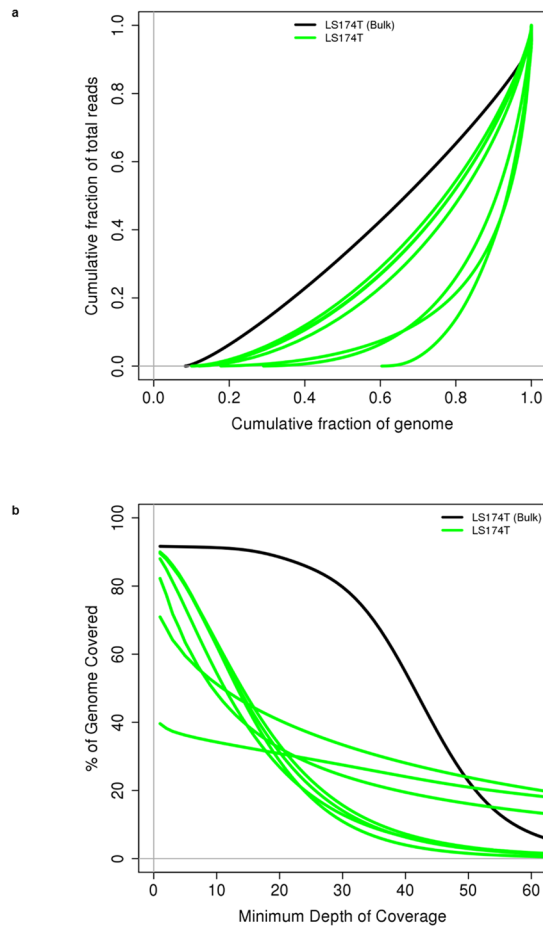 a
LS174T (Bulk)
LS174T
Cumulative fraction of total reads
1.0
0.8
0.6
0.4
0.2
0.0
0.0 0.2 0.4 0.6 0.8 1.0
Cumulative fraction of genome
b
LS174T (Bulk)
LS174T
% of Genome Covered
100
80
60
40
20
0
0 10 20 30 40 50 60
Minimum Depth of Coverage